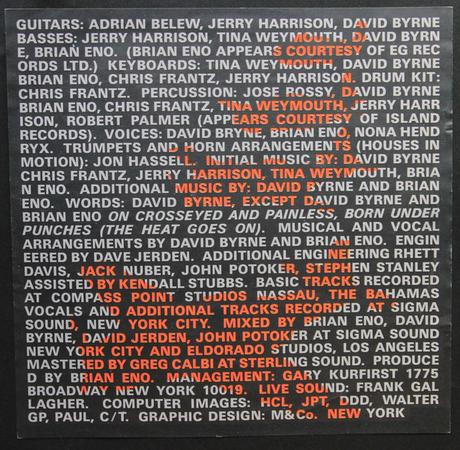 GUITARS: ADRIAN BELEW, JERRY HARRISON, DAVID BYRNE
BASSES: JERRY HARRISON, TINA WEYMOUTH, DAVID BYRN
E, BRIAN ENO. (BRIAN ENO APPEARS COURTESY OF EG REC
ORDS LTD.) KEYBOARDS: TINA WEYMOUTH, DAVID BYRNE
BRIAN ENO, CHRIS FRANTZ, JERRY HARRISON. DRUM KIT:
CHRIS FRANTZ. PERCUSSION: JOSE ROSSY, DAVID BYRNE
BRIAN ENO, CHRIS FRANTZ, TINA WEYMOUTH, JERRY HARR
ISON, ROBERT PALMER (APPEARS COURTESY OF ISLAND
RECORDS). VOICES: DAVID BRYNE, BRIAN ENO, NONA HEND
RYX. TRUMPETS AND HORN ARRANGEMENTS (HOUSES IN
MOTION): JON HASSELL. INITIAL MUSIC BY: DAVID BYRNE
CHRIS FRANTZ, JERRY HARRISON, TINA WEYMOUTH, BRIA
N ENO. ADDITIONAL MUSIC BY: DAVID BYRNE AND BRIAN
ENO. WORDS: DAVID BYRNE, EXCEPT DAVID BYRNE AND
BRIAN ENO ON CROSSEYED AND PAINLESS, BORN UNDER
PUNCHES (THE HEAT GOES ON). MUSICAL AND VOCAL
ARRANGEMENTS BY DAVID BYRNE AND BRIAN ENO. ENGIN
EERED BY DAVE JERDEN. ADDITIONAL ENGINEERING RHETT
DAVIS, JACK NUBER, JOHN POTOKER, STEPHEN STANLEY
ASSISTED BY KENDALL STUBBS. BASIC TRACKS RECORDED
AT COMPASS POINT STUDIOS NASSAU, THE BAHAMAS
VOCALS AND ADDITIONAL TRACKS RECORDED AT SIGMA
SOUND, NEW YORK CITY. MIXED BY BRIAN ENO, DAVID
BYRNE, DAVID JERDEN, JOHN POTOKER AT SIGMA SOUND
NEW YORK CITY AND ELDORADO STUDIOS, LOS ANGELES
MASTERED BY GREG CALBI AT STERLING SOUND. PRODUCE
D BY BRIAN ENO. MANAGEMENT: GARY KURFIRST 1775
BROADWAY NEW YORK 10019. LIVE SOUND: FRANK GAL
LAGHER. COMPUTER IMAGES: HCL, JPT, DDD, WALTER
GP, PAUL, C/T. GRAPHIC DESIGN: M&Co. NEW YORK